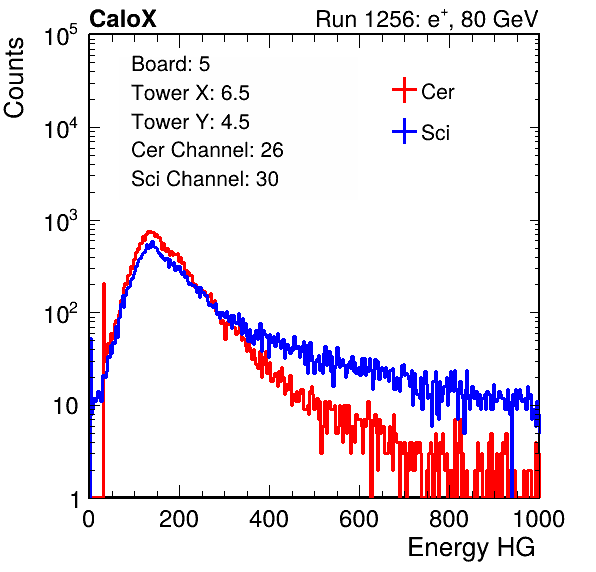 CaloX Run 1256: e⁺, 80 GeV
Counts
Board: 5
Tower X: 6.5
Tower Y: 4.5
Cer Channel: 26
Sci Channel: 30
Cer
Sci
10⁵
10⁴
10³
10²
10
1
0 200 400 600 800 1000
Energy HG